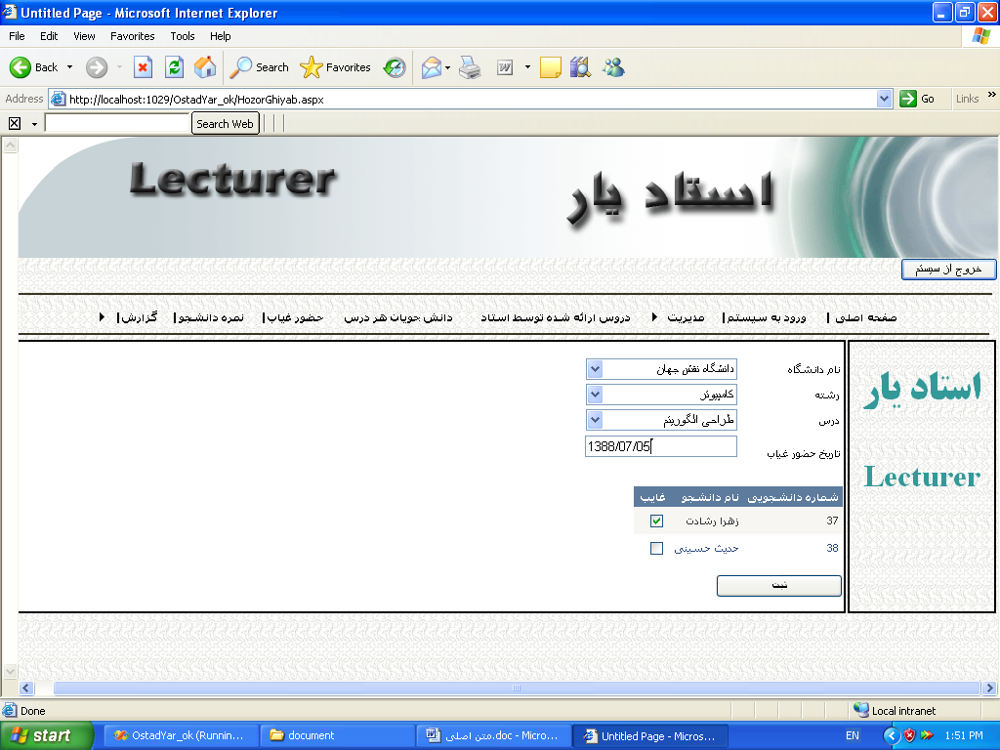 Untitled Page - Microsoft Internet Explorer
File Edit View Favorites Tools Help
Back Search Favorites
Address http://localhost:1029/OstadYar_ok/HozorGhiyab.aspx Go Links »
Search Web
Lecturer استاد یار
خروج از سیستم
صفحه اصلی | ورود به سیستم | مدیریت دروس ارائه شده توسط استاد دانش جویان هر درس حضور غیاب | نمره دانشجو | گزارش |
استاد یار
Lecturer
نام دانشگاه دانشگاه نقش جهان
رشته کامپیوتر
درس طراحی الگوریتم
تاریخ حضور غیاب 1388/07/05
شماره دانشجویی نام دانشجو غایب
37 زهرا رشادت
38 حدیث حسینی
ثبت
Done Local intranet
start OstadYar_ok (Runnin... document متن اصلی.doc - Micro... Untitled Page - Micros... EN 1:51 PM